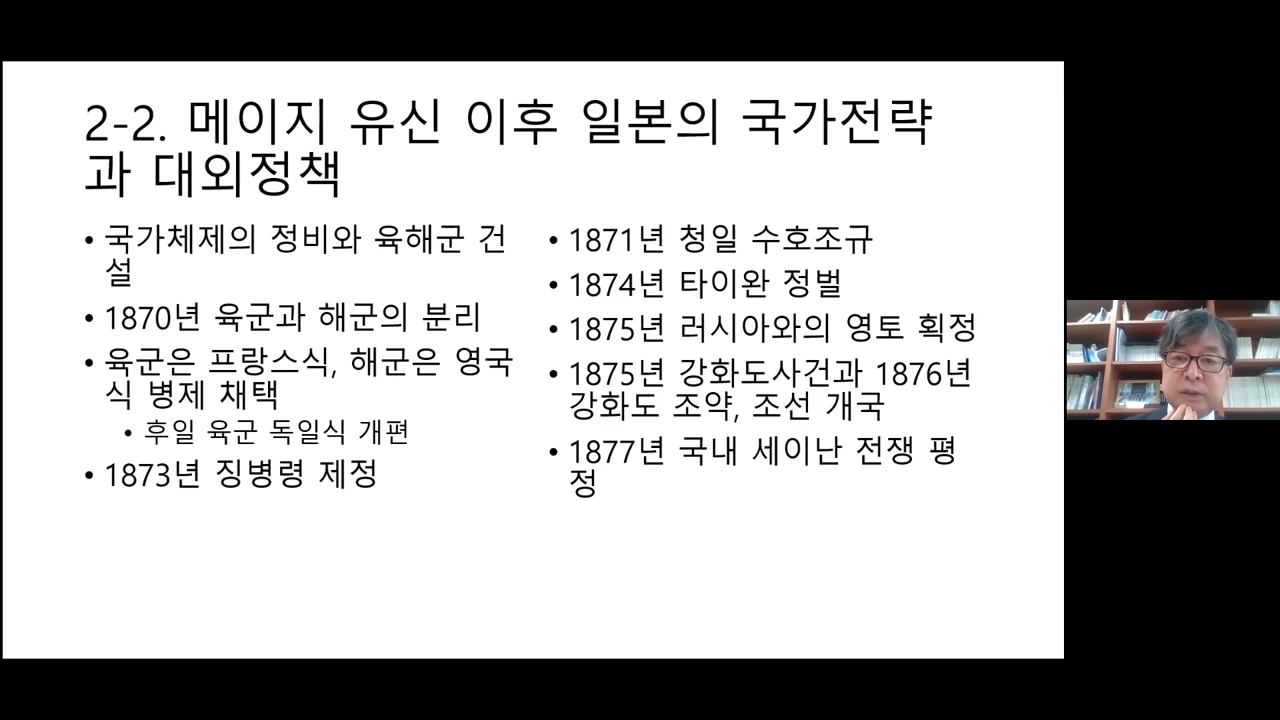 2-2. 메이지 유신 이후 일본의 국가전략
과 대외정책
• 국가체제의 정비와 육해군 건
설
• 1870년 육군과 해군의 분리
• 육군은 프랑스식, 해군은 영국
식 병제 채택
• 후일 육군 독일식 개편
• 1873년 징병령 제정
• 1871년 청일 수호조규
• 1874년 타이완 정벌
• 1875년 러시아와의 영토 획정
• 1875년 강화도사건과 1876년
강화도 조약, 조선 개국
• 1877년 국내 세이난 전쟁 평
정